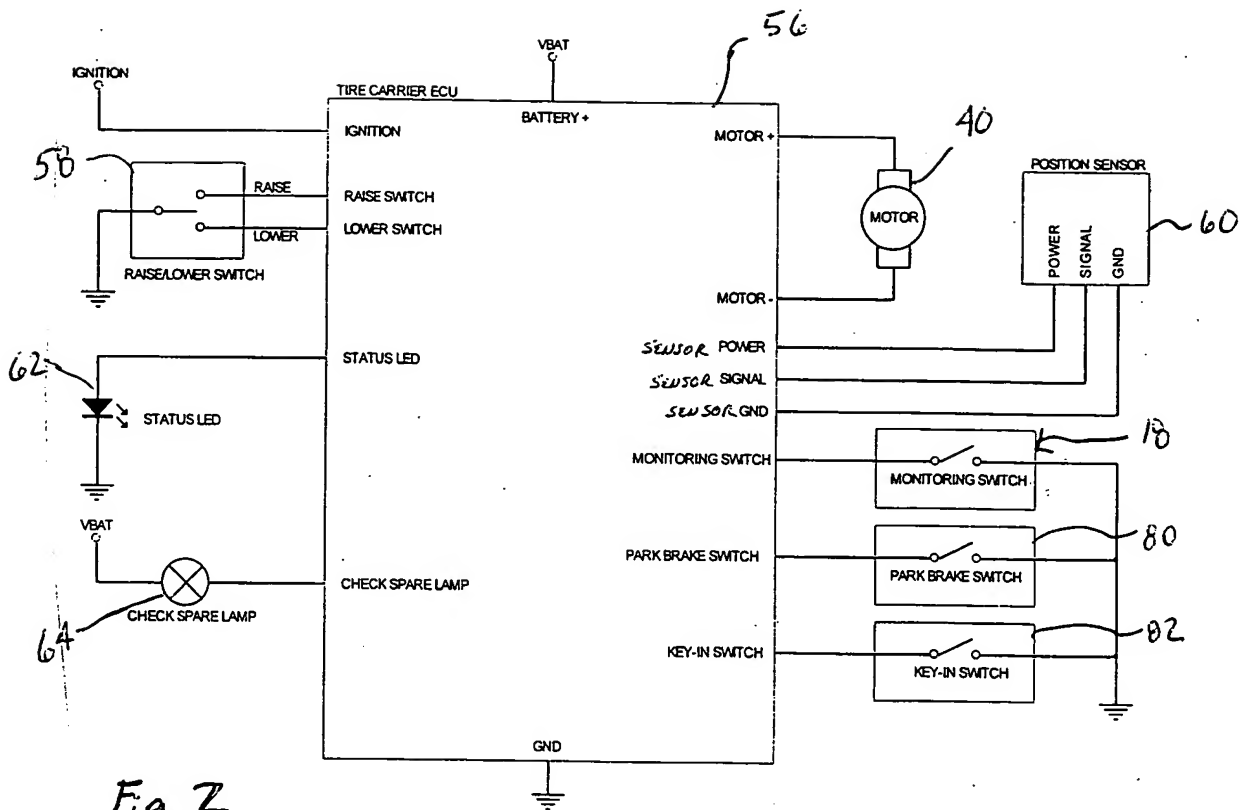 56
VBAT
IGNITION
TIRE CARRIER ECU
BATTERY +
IGNITION
MOTOR +
40
58
RAISE
RAISE SWITCH
LOWER
LOWER SWITCH
RAISE/LOWER SWITCH
MOTOR
POSITION SENSOR
POWER
SIGNAL
GND
60
MOTOR -
62
STATUS LED
STATUS LED
SENSOR POWER
SENSOR SIGNAL
SENSOR GND
MONITORING SWITCH
MONITORING SWITCH
18
VBAT
CHECK SPARE LAMP
CHECK SPARE LAMP
64
PARK BRAKE SWITCH
PARK BRAKE SWITCH
80
KEY-IN SWITCH
KEY-IN SWITCH
82
GND
Fig 2